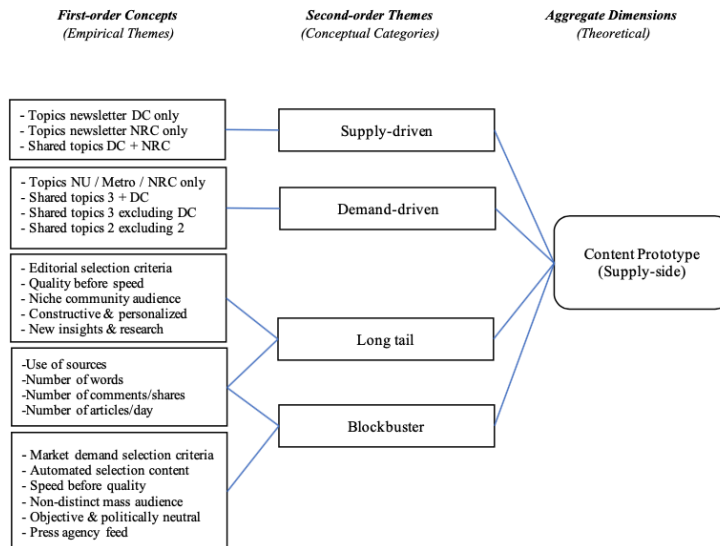 First-order Concepts
(Empirical Themes)
Second-order Themes
(Conceptual Categories)
Aggregate Dimensions
(Theoretical)
- Topics newsletter DC only
- Topics newsletter NRC only
- Shared topics DC + NRC
Supply-driven
- Topics NU / Metro / NRC only
- Shared topics 3 + DC
- Shared topics 3 excluding DC
- Shared topics 2 excluding 2
Demand-driven
Content Prototype
(Supply-side)
- Editorial selection criteria
- Quality before speed
- Niche community audience
- Constructive & personalized
- New insights & research
Long tail
-Use of sources
-Number of words
-Number of comments/shares
-Number of articles/day
Blockbuster
- Market demand selection criteria
- Automated selection content
- Speed before quality
- Non-distinct mass audience
- Objective & politically neutral
- Press agency feed